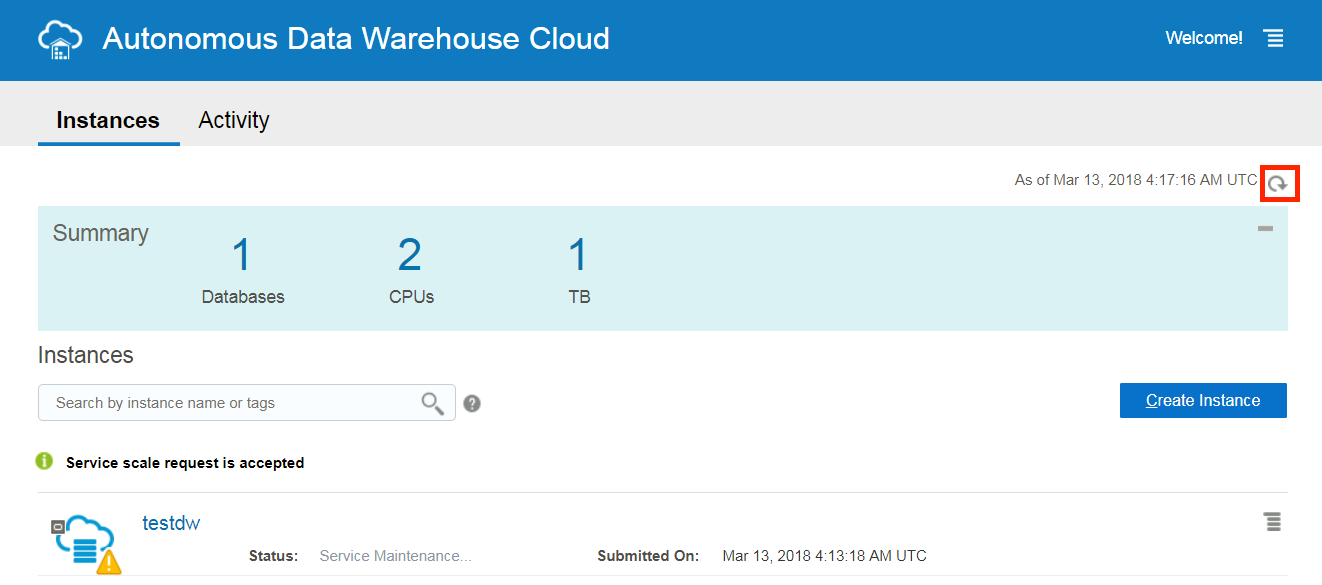 Autonomous Data Warehouse Cloud
Welcome!
Instances Activity
As of Mar 13, 2018 4:17:16 AM UTC
Summary
1 2 1
Databases CPUs TB
Instances
Search by instance name or tags
?
Create Instance
i Service scale request is accepted
testdw
Status: Service Maintenance... Submitted On: Mar 13, 2018 4:13:18 AM UTC